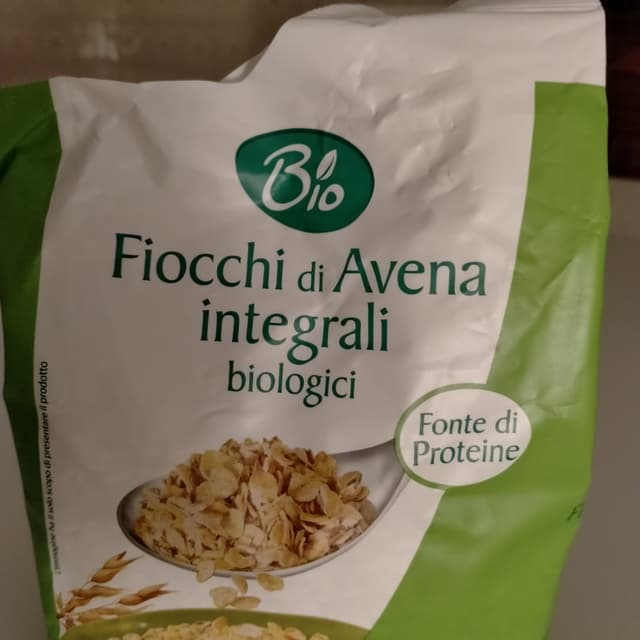 Bio
Fiocchi di Avena
integrali
biologici
Fonte di
Proteine
L'immagine ha il solo scopo di presentare il prodotto